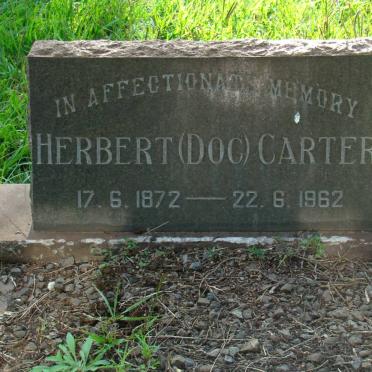 IN AFFECTIONATE MEMORY
HERBERT (DOC) CARTER
17. 6. 1872 — 22. 6. 1962